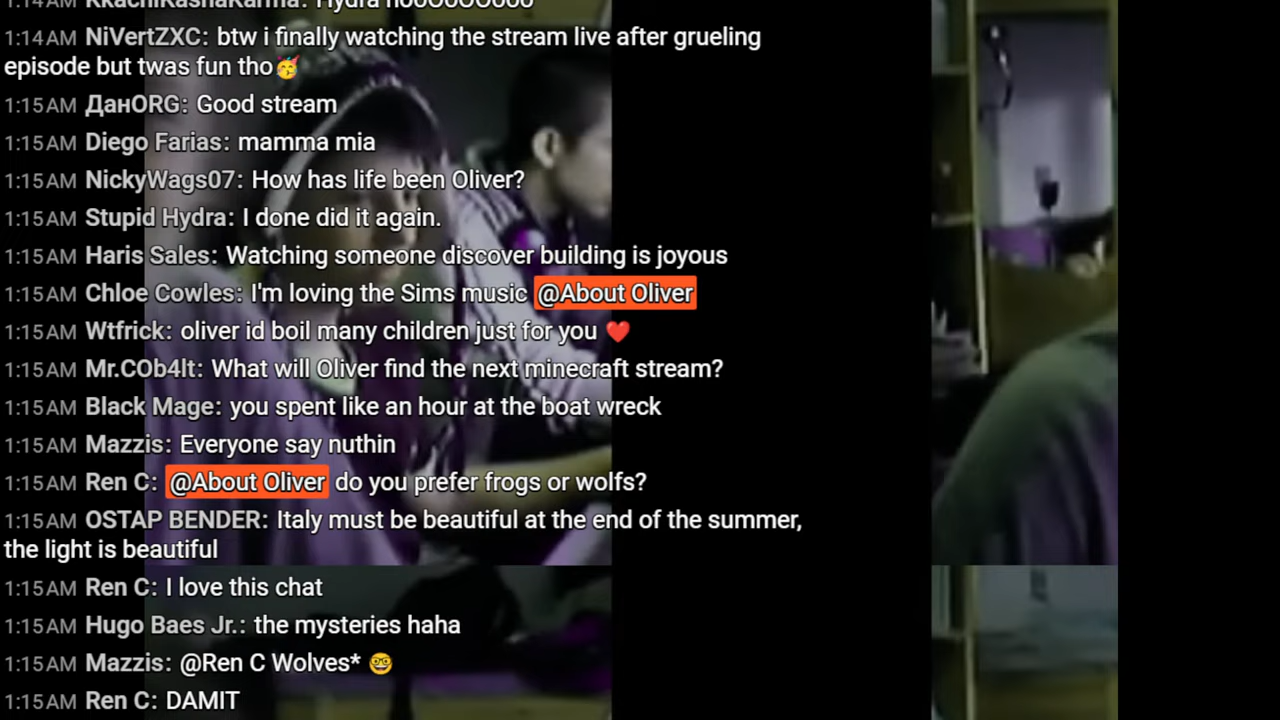 1:14AM KkachiKashaKarma: Hydra noooooooo
1:14AM NiVertZXC: btw i finally watching the stream live after grueling
episode but twas fun tho🥳
1:15AM ДанORG: Good stream
1:15AM Diego Farias: mamma mia
1:15AM NickyWags07: How has life been Oliver?
1:15AM Stupid Hydra: I done did it again.
1:15AM Haris Sales: Watching someone discover building is joyous
1:15AM Chloe Cowles: I'm loving the Sims music @About Oliver
1:15AM Wtfrick: oliver id boil many children just for you ❤️
1:15AM Mr.COb4lt: What will Oliver find the next minecraft stream?
1:15AM Black Mage: you spent like an hour at the boat wreck
1:15AM Mazzis: Everyone say nuthin
1:15AM Ren C: @About Oliver do you prefer frogs or wolfs?
1:15AM OSTAP BENDER: Italy must be beautiful at the end of the summer,
the light is beautiful
1:15AM Ren C: I love this chat
1:15AM Hugo Baes Jr.: the mysteries haha
1:15AM Mazzis: @Ren C Wolves* 🤓
1:15AM Ren C: DAMIT